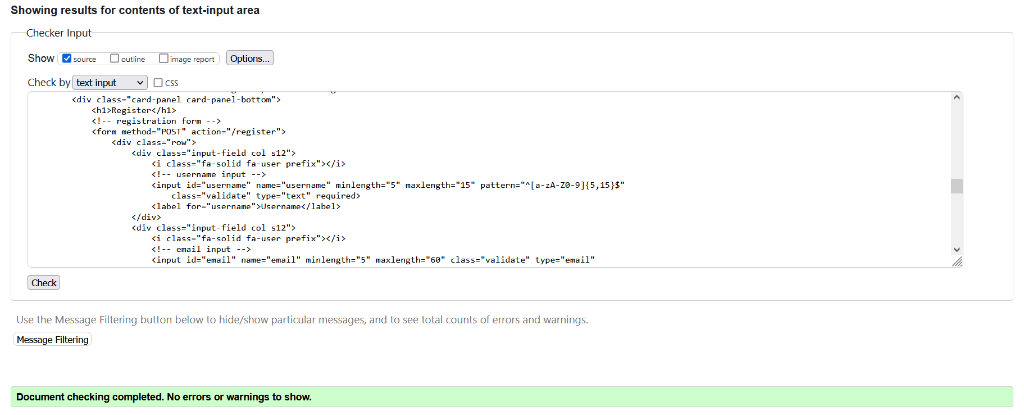 Showing results for contents of text-input area
Checker Input
Show source outline image report Options...
Check by text input CSS
<div class="card-panel card-panel-bottom">
<h1>Register</h1>
<!-- registration form -->
<form method="POST" action="/register">
<div class="row">
<div class="input-field col s12">
<i class="fa-solid fa-user prefix"></i>
<!-- username input -->
<input id="username" name="username" minlength="5" maxlength="15" pattern="^[a-zA-Z0-9]{5,15}$"
class="validate" type="text" required>
<label for="username">Username</label>
</div>
<div class="input-field col s12">
<i class="fa-solid fa-user prefix"></i>
<!-- email input -->
<input id="email" name="email" minlength="5" maxlength="60" class="validate" type="email"
Check
Use the Message Filtering button below to hide/show particular messages, and to see total counts of errors and warnings.
Message Filtering
Document checking completed. No errors or warnings to show.